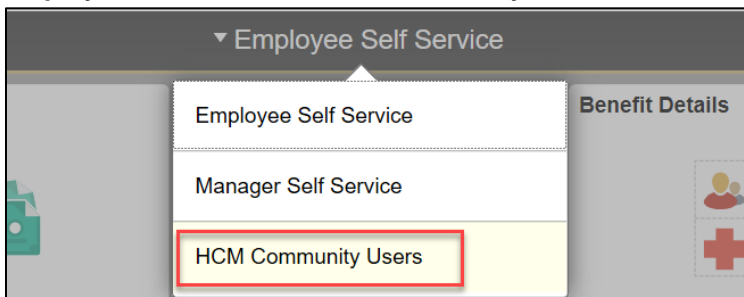 ▾ Employee Self Service
Employee Self Service
Benefit Details
Manager Self Service
HCM Community Users